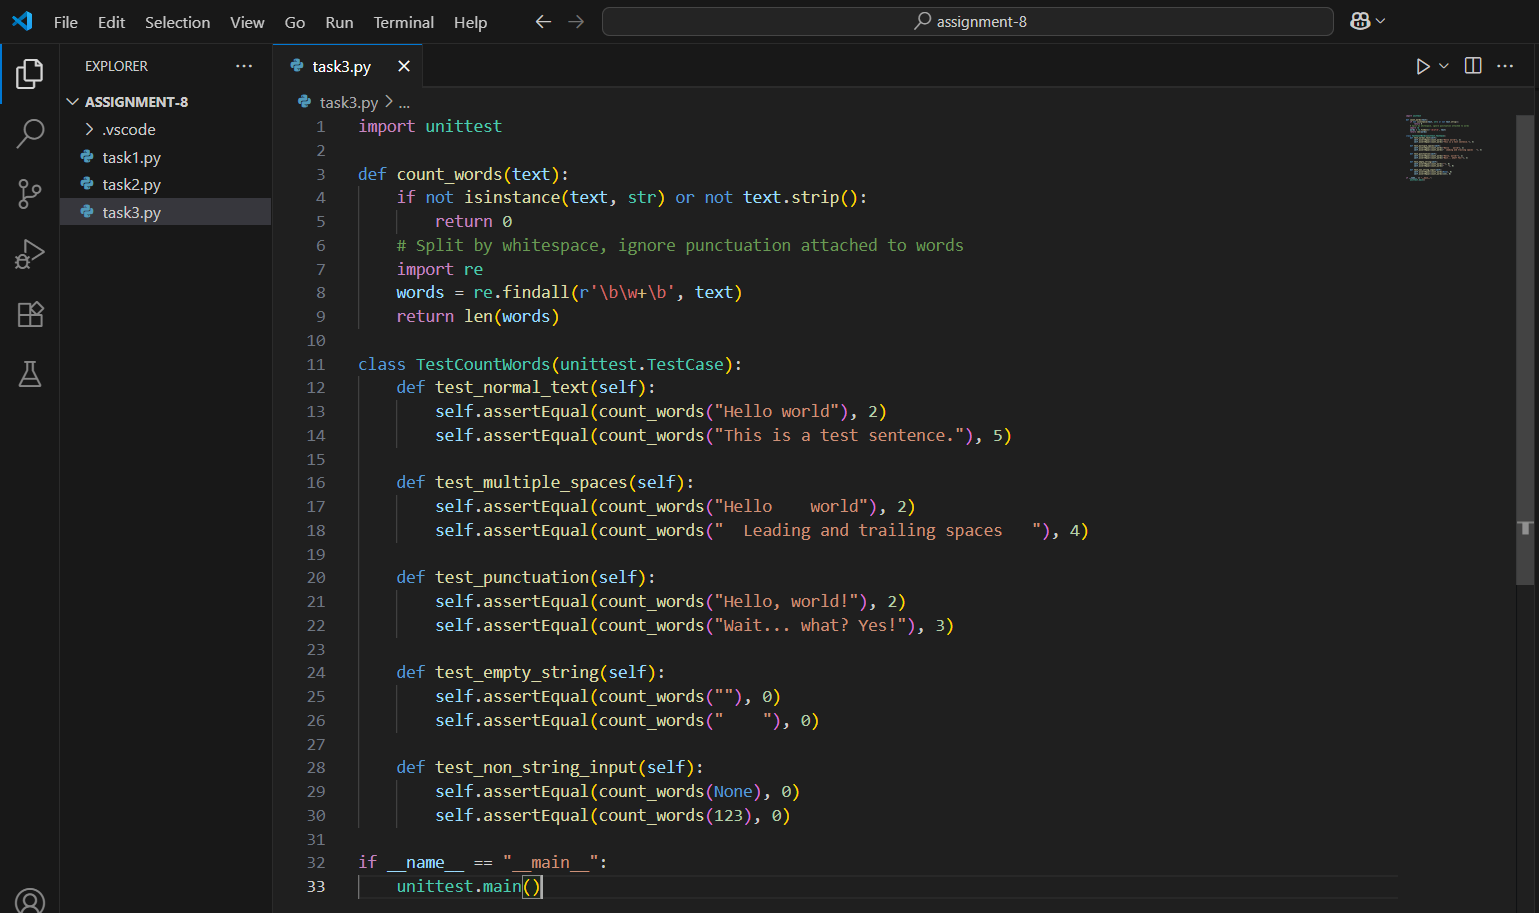 File Edit Selection View Go Run Terminal Help
assignment-8
EXPLORER
ASSIGNMENT-8
.vscode
task1.py
task2.py
task3.py
task3.py
task3.py > ...
1 import unittest
2
3 def count_words(text):
4     if not isinstance(text, str) or not text.strip():
5         return 0
6     # Split by whitespace, ignore punctuation attached to words
7     import re
8     words = re.findall(r'\b\w+\b', text)
9     return len(words)
10
11 class TestCountWords(unittest.TestCase):
12     def test_normal_text(self):
13         self.assertEqual(count_words("Hello world"), 2)
14         self.assertEqual(count_words("This is a test sentence."), 5)
15
16     def test_multiple_spaces(self):
17         self.assertEqual(count_words("Hello    world"), 2)
18         self.assertEqual(count_words("  Leading and trailing spaces   "), 4)
19
20     def test_punctuation(self):
21         self.assertEqual(count_words("Hello, world!"), 2)
22         self.assertEqual(count_words("Wait... what? Yes!"), 3)
23
24     def test_empty_string(self):
25         self.assertEqual(count_words(""), 0)
26         self.assertEqual(count_words("    "), 0)
27
28     def test_non_string_input(self):
29         self.assertEqual(count_words(None), 0)
30         self.assertEqual(count_words(123), 0)
31
32 if __name__ == "__main__":
33     unittest.main()